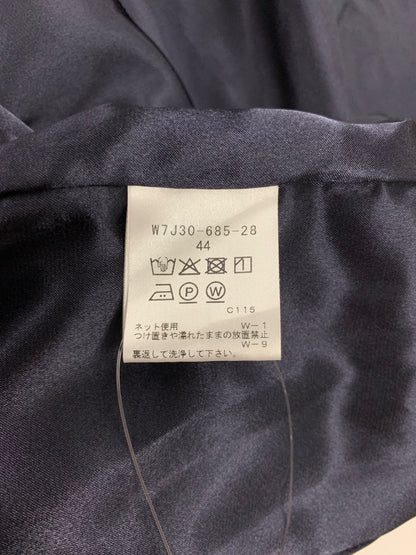 W7J30-685-28
44
P W
C115
ネット使用 W-1
つけ置きや濡れたままの放置禁止
W-9
裏返して洗浄して下さい。